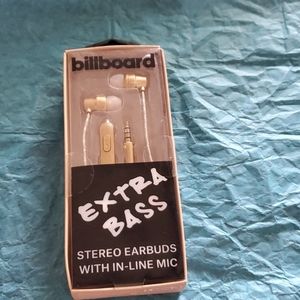 billboard
EXTRA
BASS
STEREO EARBUDS
WITH IN-LINE MIC